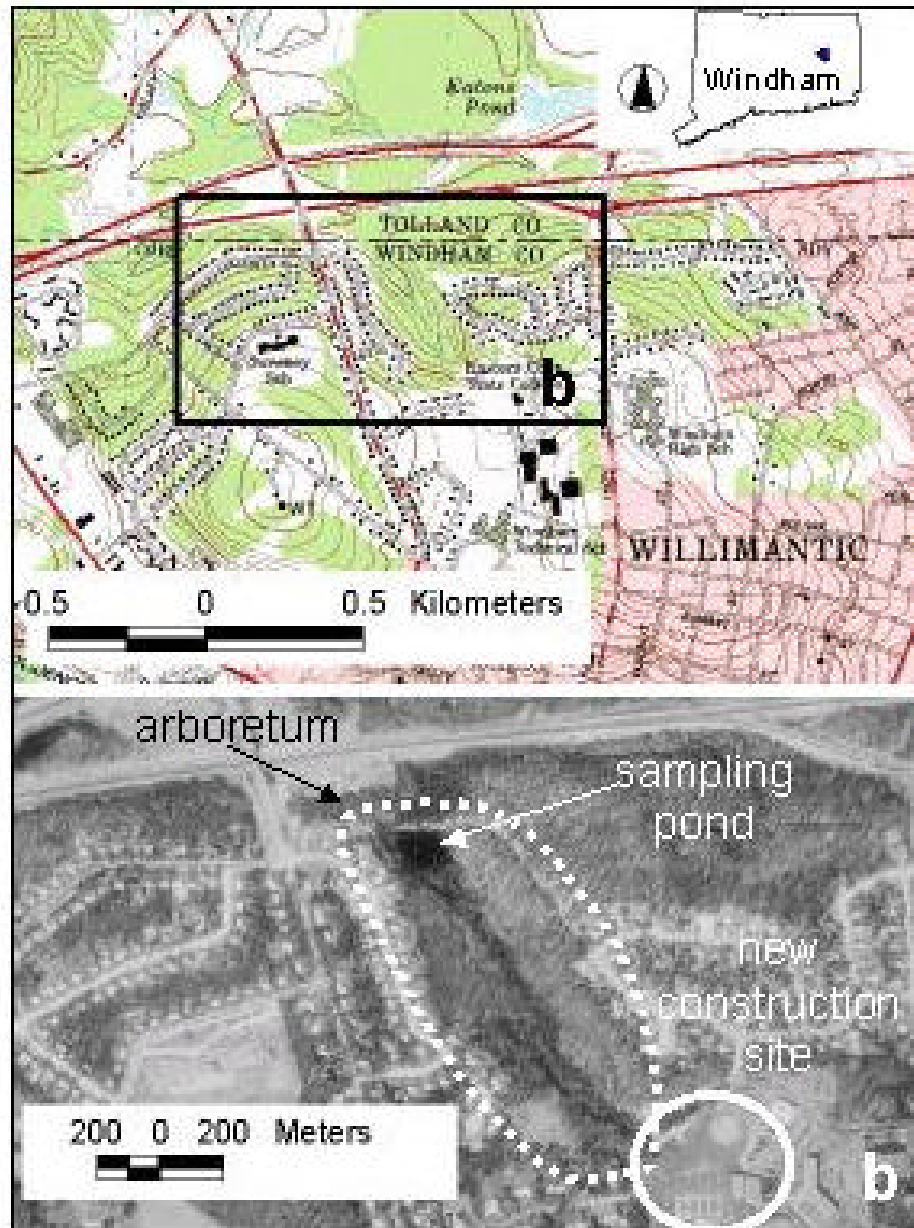 Windham
Pond
TOLLAND CO
WINDHAM CO
b
WILLIMANTIC
0.5 0 0.5 Kilometers
arboretum
sampling
pond
new
construction
site
200 0 200 Meters
b